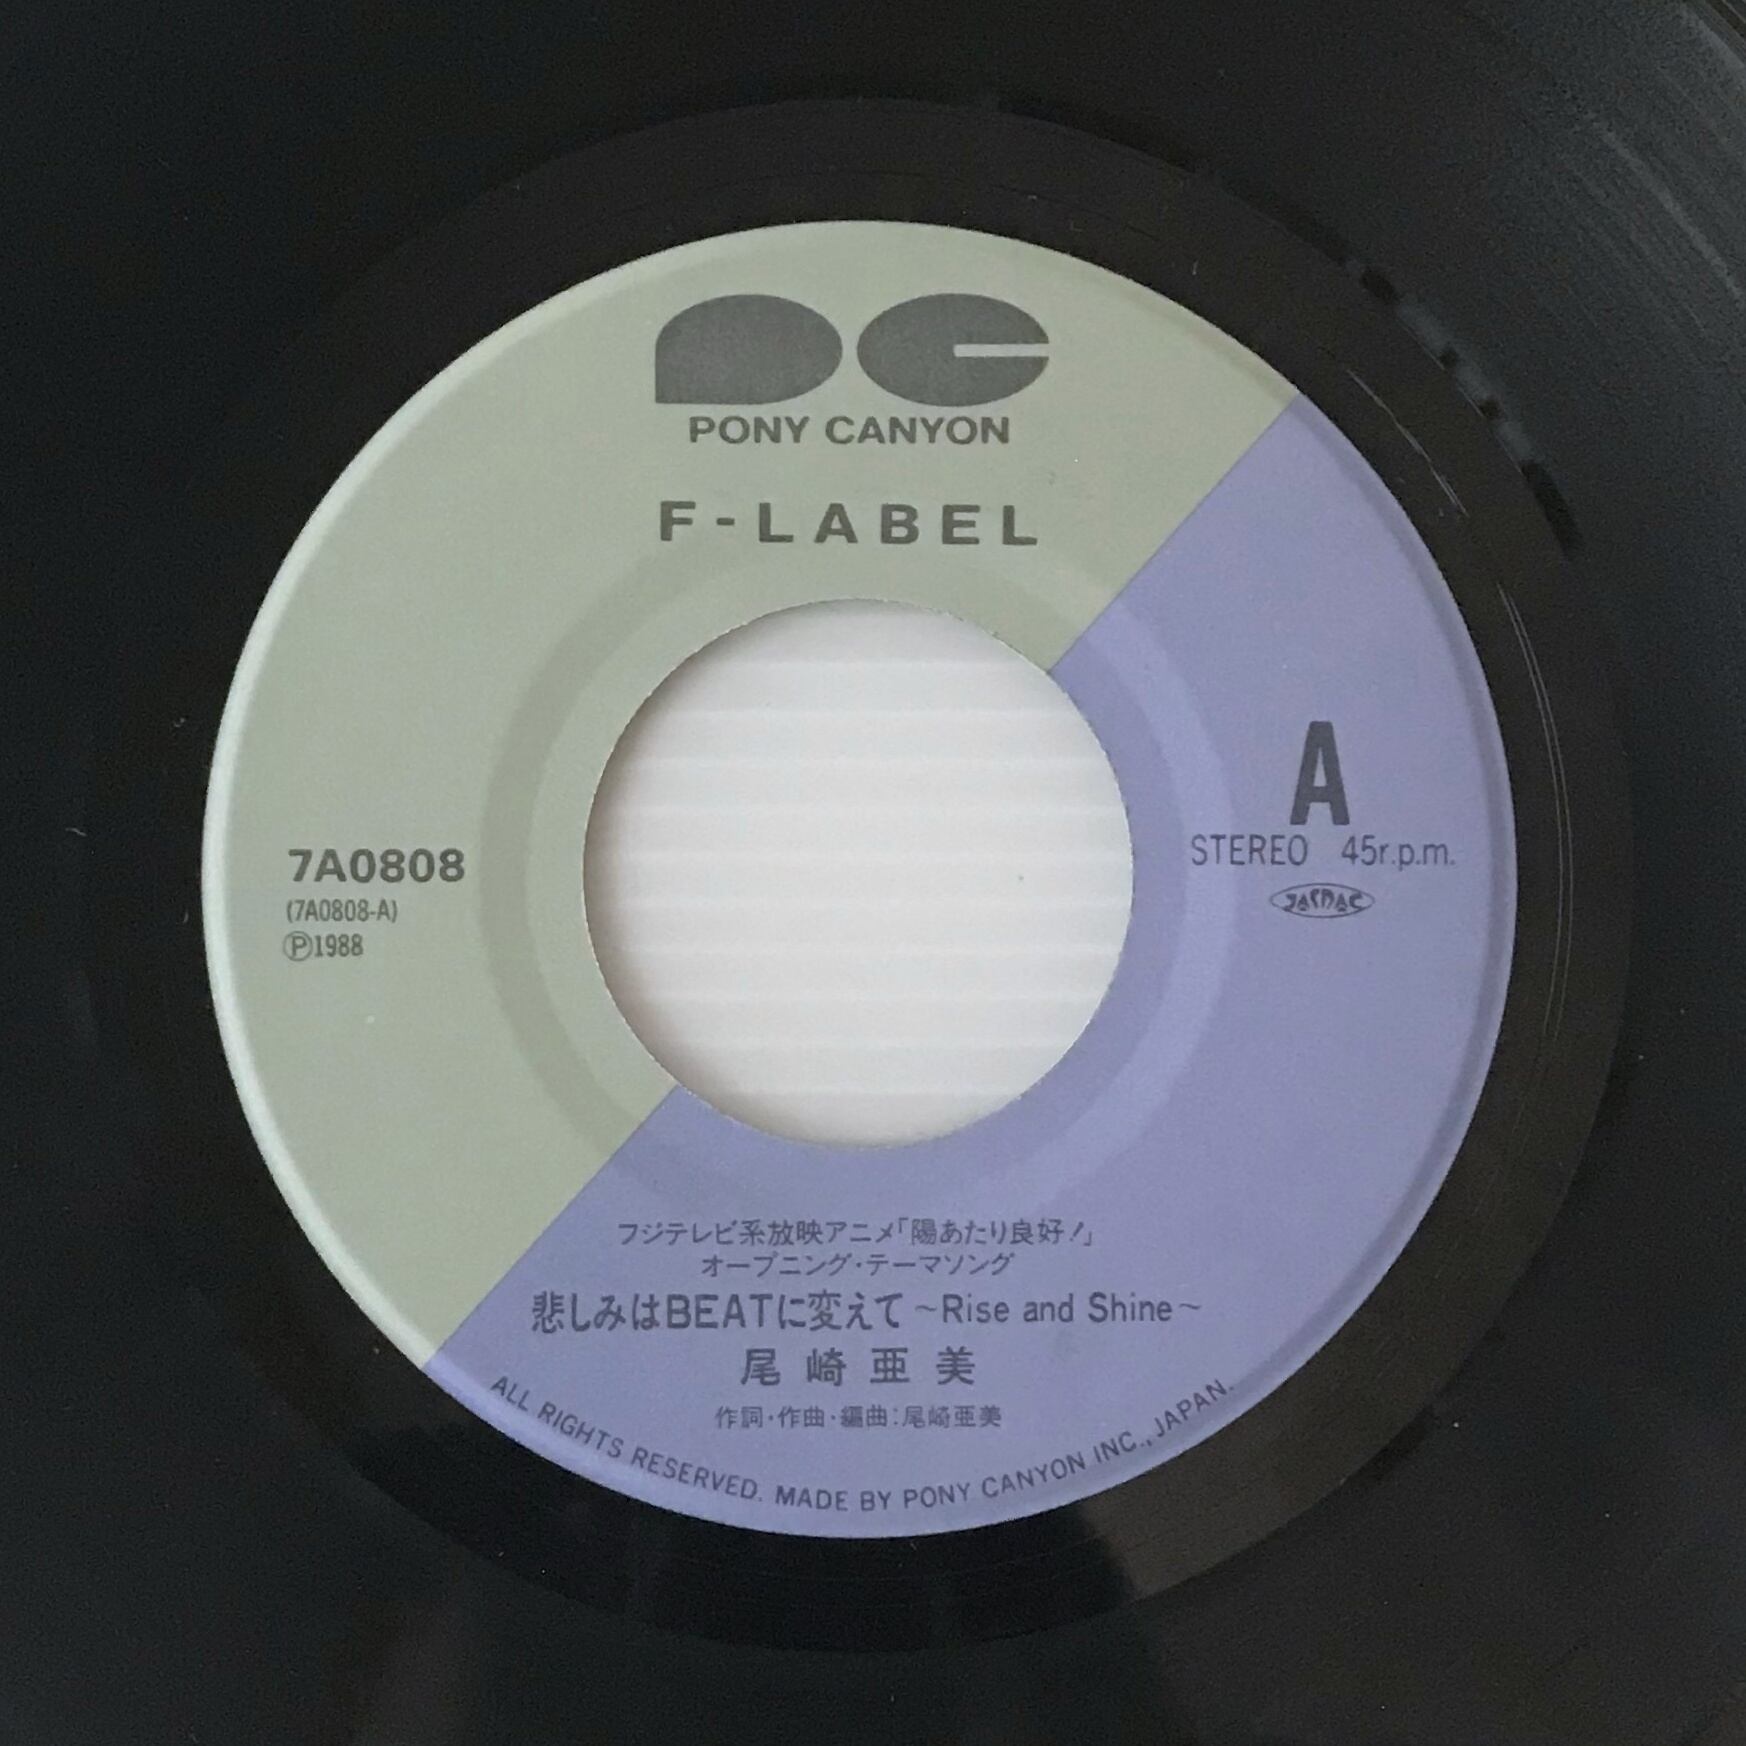 PONY CANYON
F-LABEL
A
STEREO 45r.p.m.
JASRAC
7A0808
(7A0808-A)
Ⓟ1988
フジテレビ系放映アニメ「陽あたり良好!」
オープニング・テーマソング
悲しみはBEATに変えて ～Rise and Shine～
尾崎亜美
作詞・作曲・編曲:尾崎亜美
ALL RIGHTS RESERVED. MADE BY PONY CANYON INC., JAPAN.